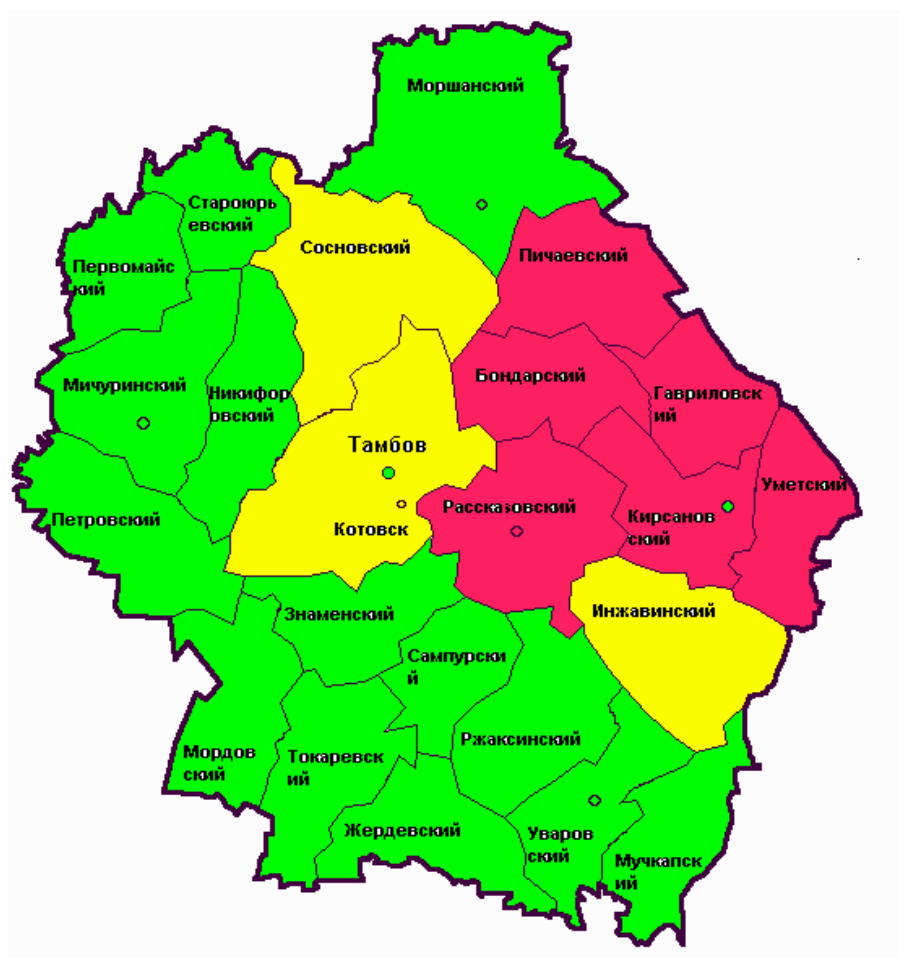 Моршанский
Староюрь
евский
Сосновский
Пичаевский
Первомайс
кий
Мичуринский
Никифор
овский
Бондарский
Гавриловск
ий
Тамбов
Уметский
Петровский
Котовск
Рассказовский
Кирсанов
ский
Знаменский
Инжавинский
Сампурски
й
Мордов
ский
Токаревск
ий
Ржаксинский
Жердевский
Уваров
ский
Мучкапск
ий